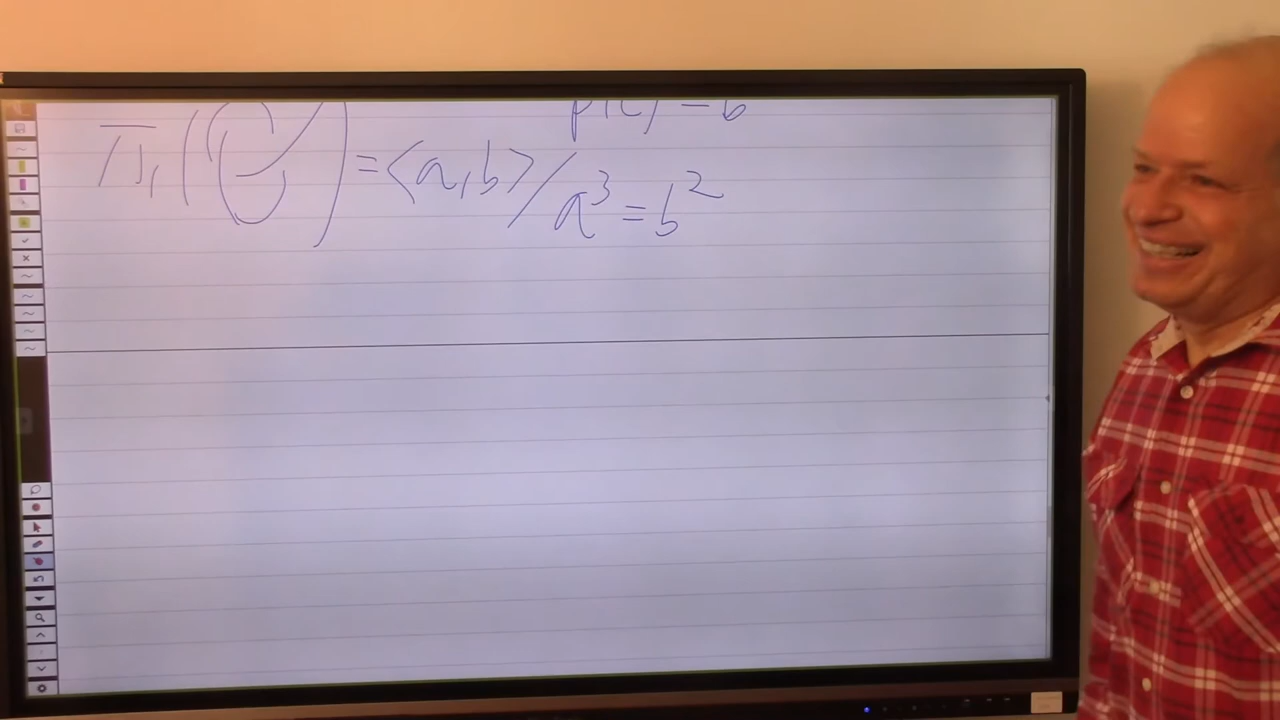 = b
π₁( ) = <a,b> / a³ = b²